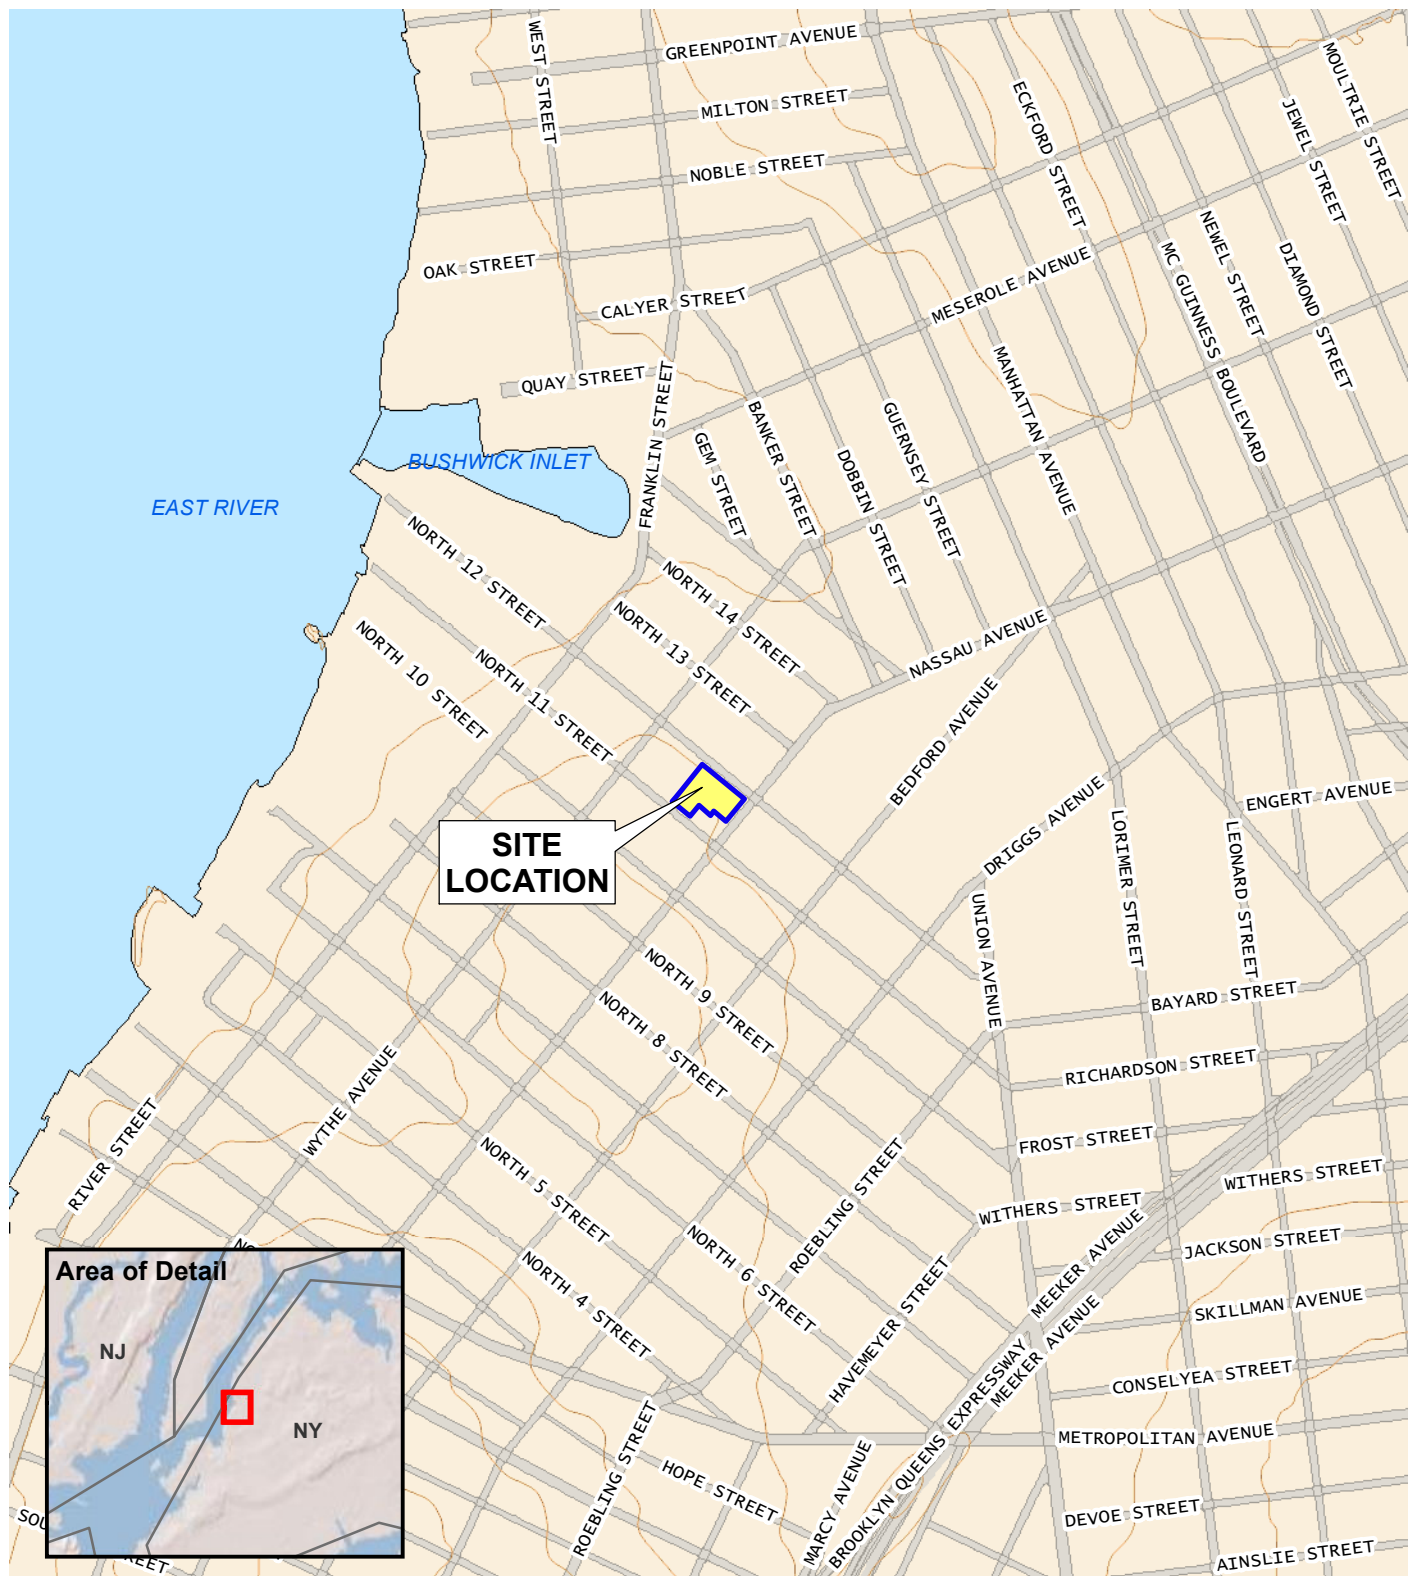 WEST STREET
GREENPOINT AVENUE
MILTON STREET
NOBLE STREET
OAK STREET
CALYER STREET
QUAY STREET
FRANKLIN STREET
ECKFORD STREET
MOULTRIE STREET
JEWEL STREET
NEWEL STREET
DIAMOND STREET
MC GUINNESS BOULEVARD
MESEROLE AVENUE
MANHATTAN AVENUE
GUERNSEY STREET
DOBBIN STREET
BANKER STREET
GEM STREET
BUSHWICK INLET
EAST RIVER
NORTH 12 STREET
NORTH 14 STREET
NORTH 13 STREET
NORTH 11 STREET
NORTH 10 STREET
NASSAU AVENUE
BEDFORD AVENUE
DRIGGS AVENUE
ENGERT AVENUE
LORIMER STREET
LEONARD STREET
UNION AVENUE
SITE
LOCATION
NORTH 9 STREET
NORTH 8 STREET
BAYARD STREET
RICHARDSON STREET
FROST STREET
WITHERS STREET
WITHERS STREET
WYTHE AVENUE
RIVER STREET
NORTH 5 STREET
NORTH 6 STREET
NORTH 4 STREET
ROEBLING STREET
HAVEMEYER STREET
MEEKER AVENUE
MEEKER AVENUE
JACKSON STREET
SKILLMAN AVENUE
CONSELYEA STREET
METROPOLITAN AVENUE
DEVOE STREET
AINSLIE STREET
BROOKLYN QUEENS EXPRESSWAY
MARCY AVENUE
HOPE STREET
ROEBLING STREET
Area of Detail
NJ
NY